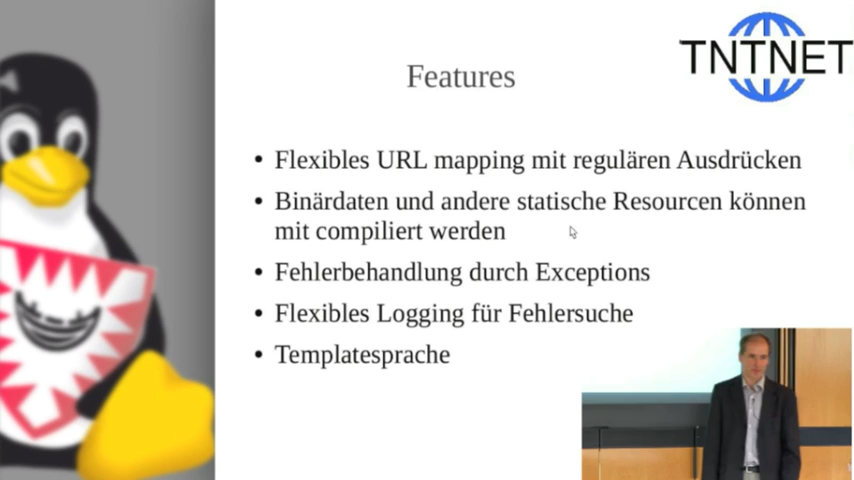 TNTNET
Features
• Flexibles URL mapping mit regulären Ausdrücken
• Binärdaten und andere statische Resourcen können
mit compiliert werden
• Fehlerbehandlung durch Exceptions
• Flexibles Logging für Fehlersuche
• Templatesprache